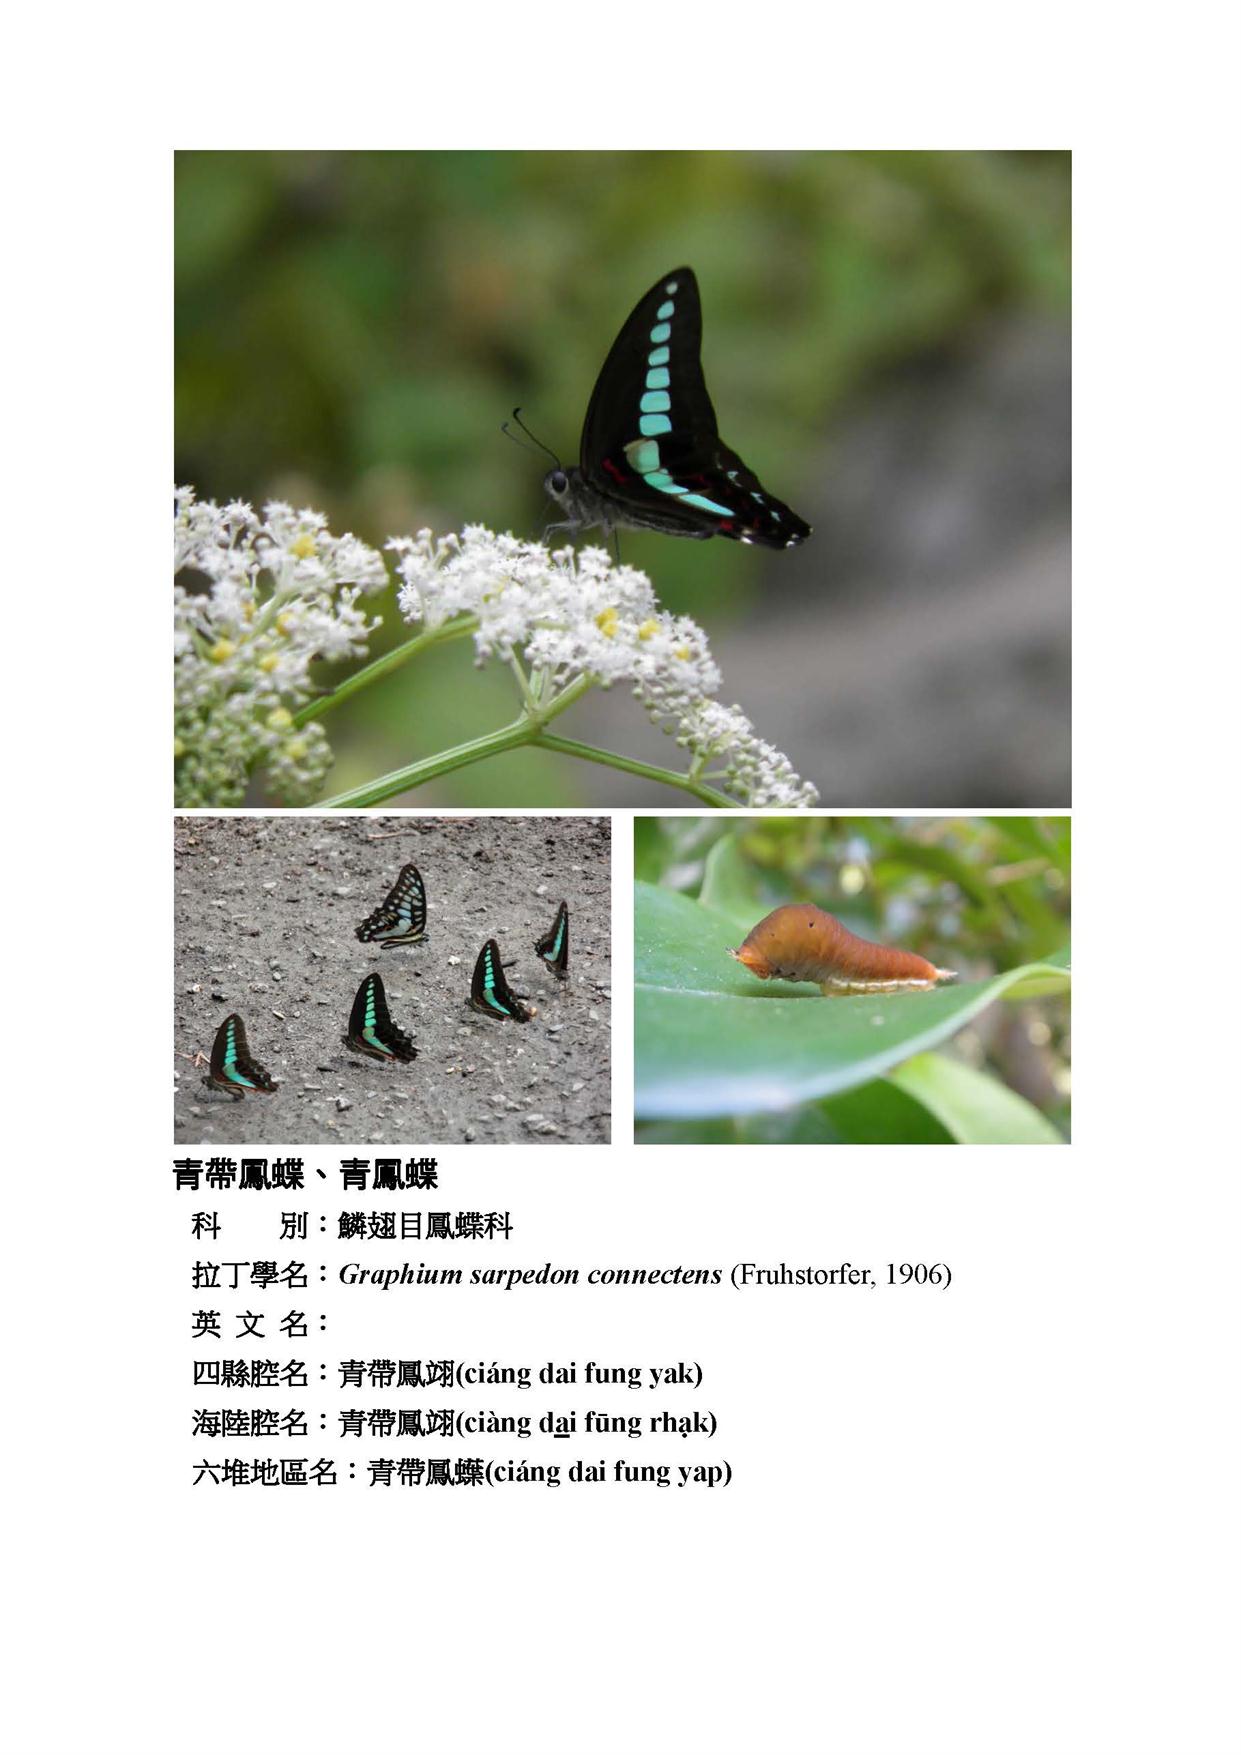 青帶鳳蝶、青鳳蝶
科　　別：鱗翅目鳳蝶科
拉丁學名：Graphium sarpedon connectens (Fruhstorfer, 1906)
英 文 名：
四縣腔名：青帶鳳翊(ciáng dai fung yak)
海陸腔名：青帶鳳翊(ciàng da̲i fūng rhạk)
六堆地區名：青帶鳳蠂(ciáng dai fung yap)